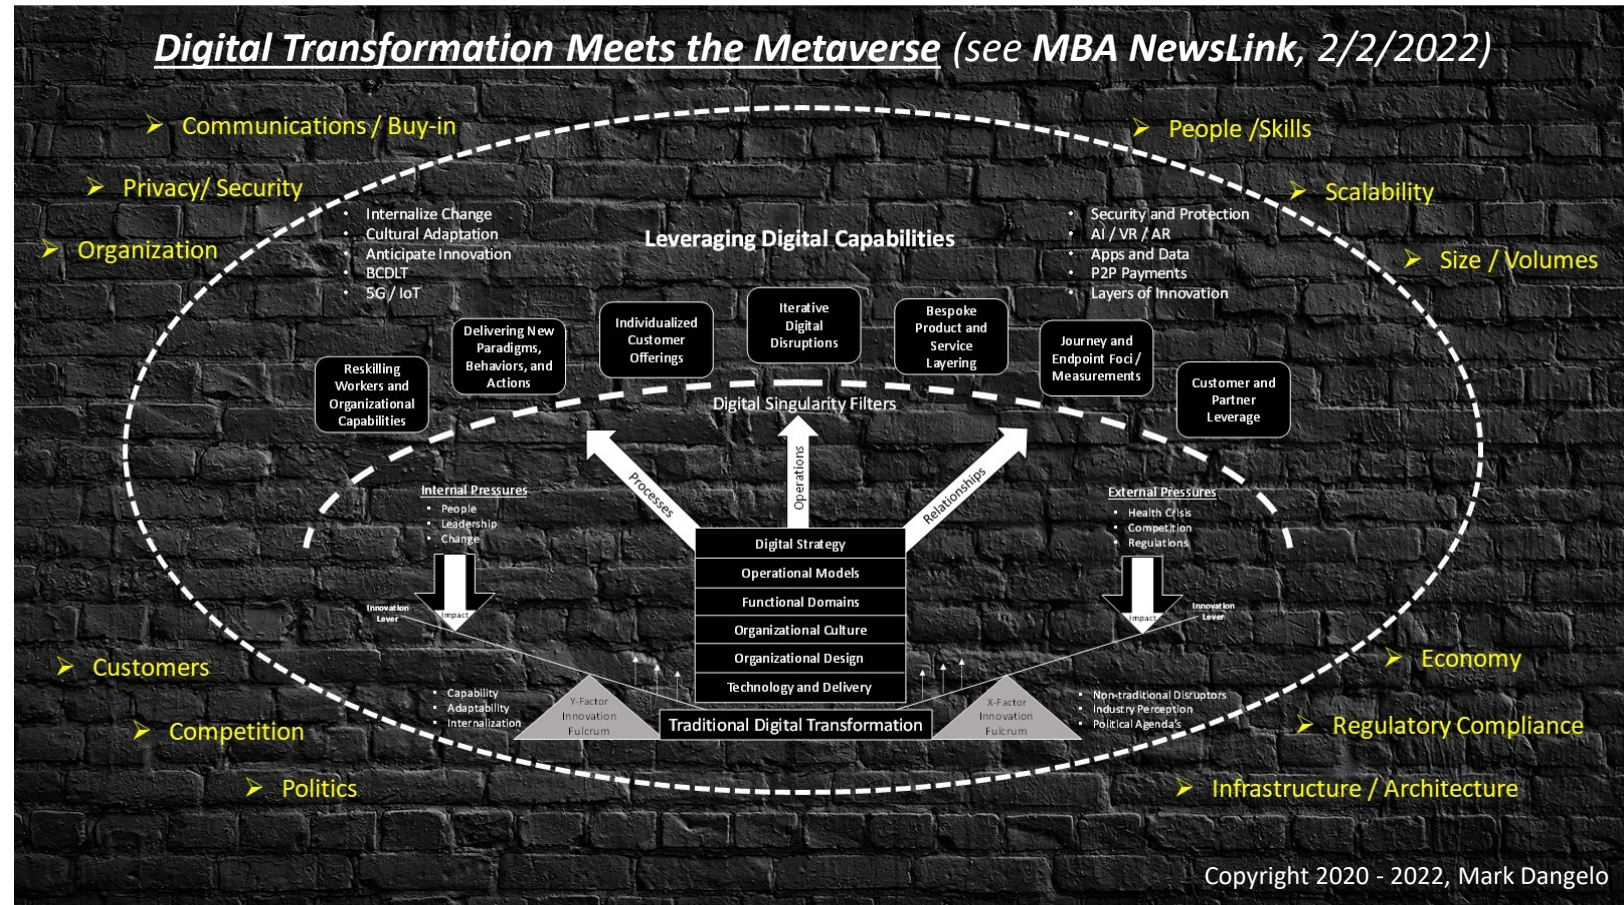 Digital Transformation Meets the Metaverse (see MBA NewsLink, 2/2/2022)
Communications / Buy-in
People /Skills
Privacy/ Security
Scalability
Organization
Size / Volumes
Internalize Change
Cultural Adaptation
Anticipate Innovation
BCDLT
5G / IoT
Leveraging Digital Capabilities
Security and Protection
AI / VR / AR
Apps and Data
P2P Payments
Layers of Innovation
Reskilling
Workers and
Organizational
Capabilities
Delivering New
Paradigms,
Behaviors, and
Actions
Individualized
Customer
Offerings
Iterative
Digital
Disruptions
Bespoke
Product and
Service
Layering
Journey and
Endpoint Foci /
Measurements
Customer and
Partner
Leverage
Digital Singularity Filters
Processes
Operations
Relationships
Internal Pressures
People
Leadership
Change
Impact
Innovation
Lever
External Pressures
Health Crisis
Competition
Regulations
Impact
Innovation
Lever
Digital Strategy
Operational Models
Functional Domains
Organizational Culture
Organizational Design
Technology and Delivery
Traditional Digital Transformation
Capability
Adaptability
Internalization
Y-Factor
Innovation
Fulcrum
X-Factor
Innovation
Fulcrum
Non-traditional Disruptors
Industry Perception
Political Agenda's
Customers
Economy
Competition
Regulatory Compliance
Politics
Infrastructure / Architecture
Copyright 2020 - 2022, Mark Dangelo